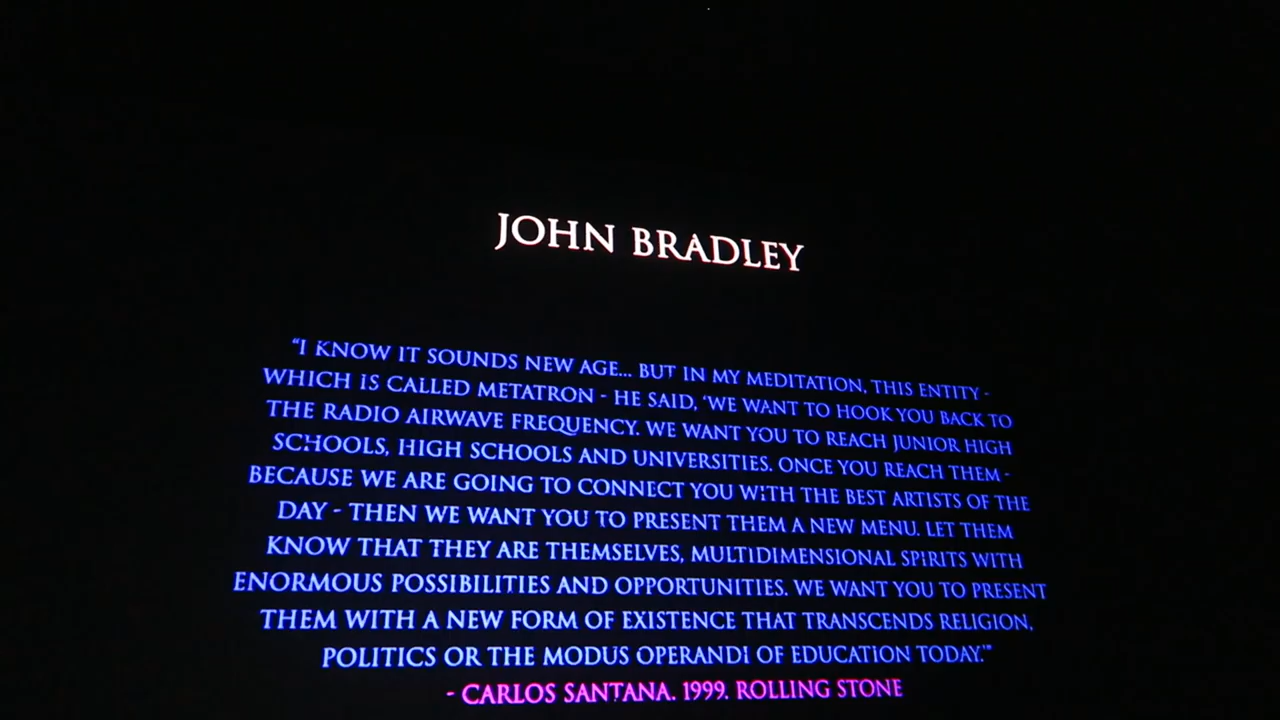 JOHN BRADLEY
"I KNOW IT SOUNDS NEW AGE... BUT IN MY MEDITATION, THIS ENTITY -
WHICH IS CALLED METATRON - HE SAID, 'WE WANT TO HOOK YOU BACK TO
THE RADIO AIRWAVE FREQUENCY. WE WANT YOU TO REACH JUNIOR HIGH
SCHOOLS, HIGH SCHOOLS AND UNIVERSITIES. ONCE YOU REACH THEM -
BECAUSE WE ARE GOING TO CONNECT YOU WITH THE BEST ARTISTS OF THE
DAY - THEN WE WANT YOU TO PRESENT THEM A NEW MENU. LET THEM
KNOW THAT THEY ARE THEMSELVES, MULTIDIMENSIONAL SPIRITS WITH
ENORMOUS POSSIBILITIES AND OPPORTUNITIES. WE WANT YOU TO PRESENT
THEM WITH A NEW FORM OF EXISTENCE THAT TRANSCENDS RELIGION,
POLITICS OR THE MODUS OPERANDI OF EDUCATION TODAY.'"
- CARLOS SANTANA. 1999. ROLLING STONE